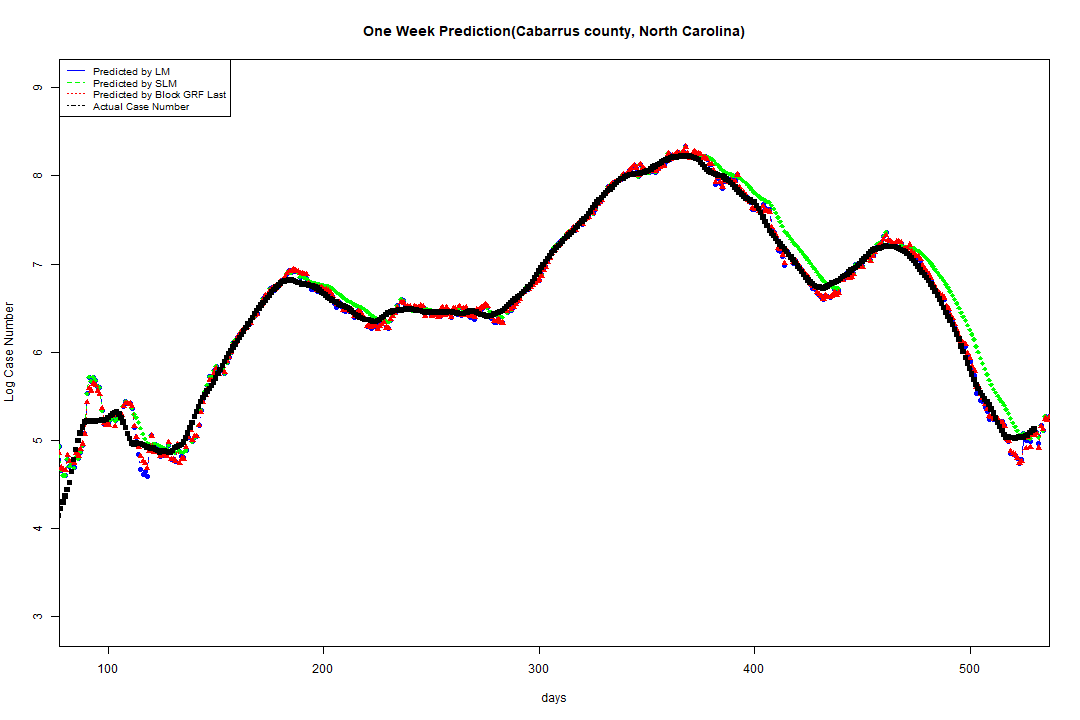 One Week Prediction(Cabarrus county, North Carolina)
Predicted by LM
Predicted by SLM
Predicted by Block GRF Last
Actual Case Number
9
8
7
6
5
4
3
Log Case Number
100 200 300 400 500
days